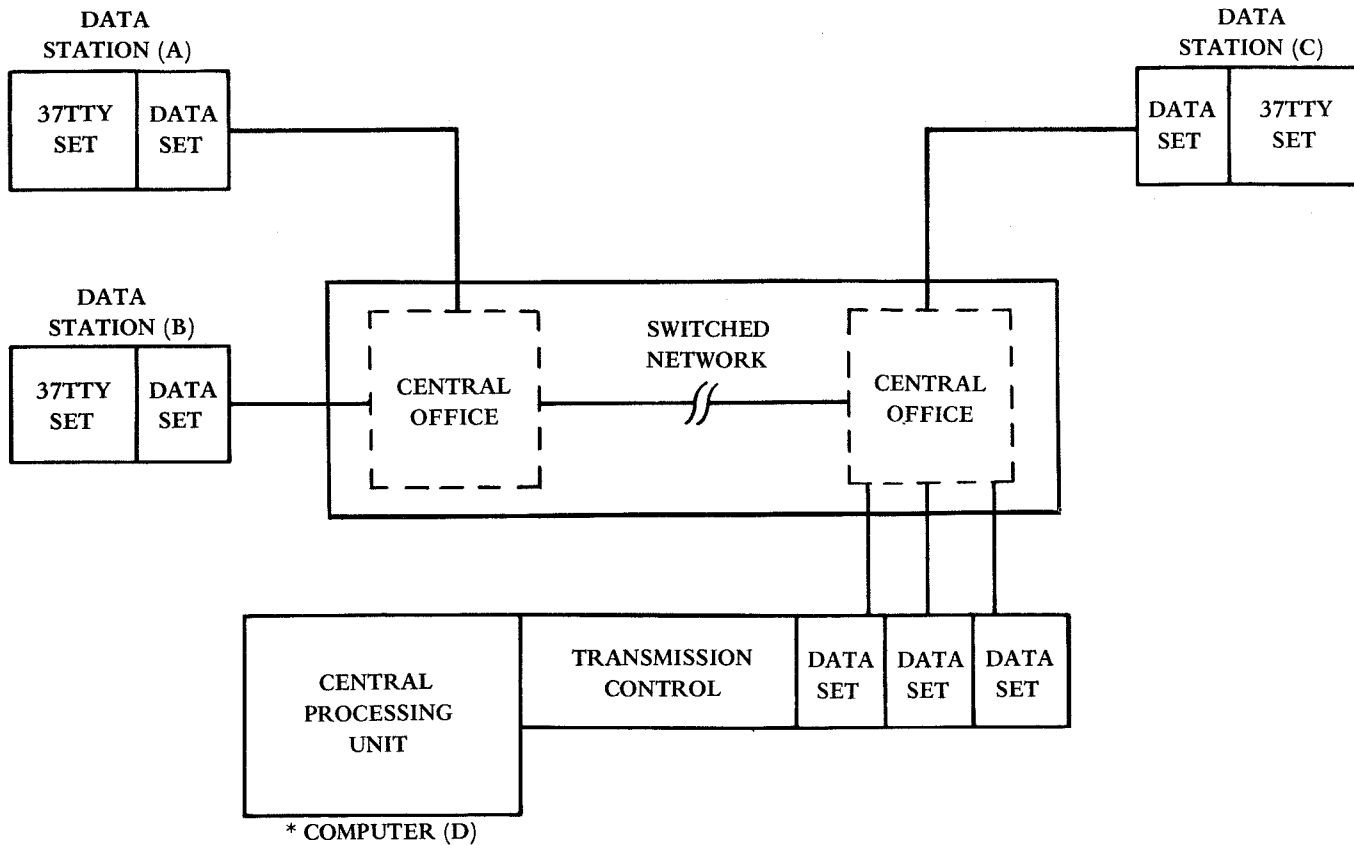 DATA
STATION (A)
37TTY
SET
DATA
SET
DATA
STATION (C)
DATA
SET
37TTY
SET
DATA
STATION (B)
37TTY
SET
DATA
SET
CENTRAL
OFFICE
SWITCHED
NETWORK
CENTRAL
OFFICE
CENTRAL
PROCESSING
UNIT
TRANSMISSION
CONTROL
DATA
SET
DATA
SET
DATA
SET
* COMPUTER (D)